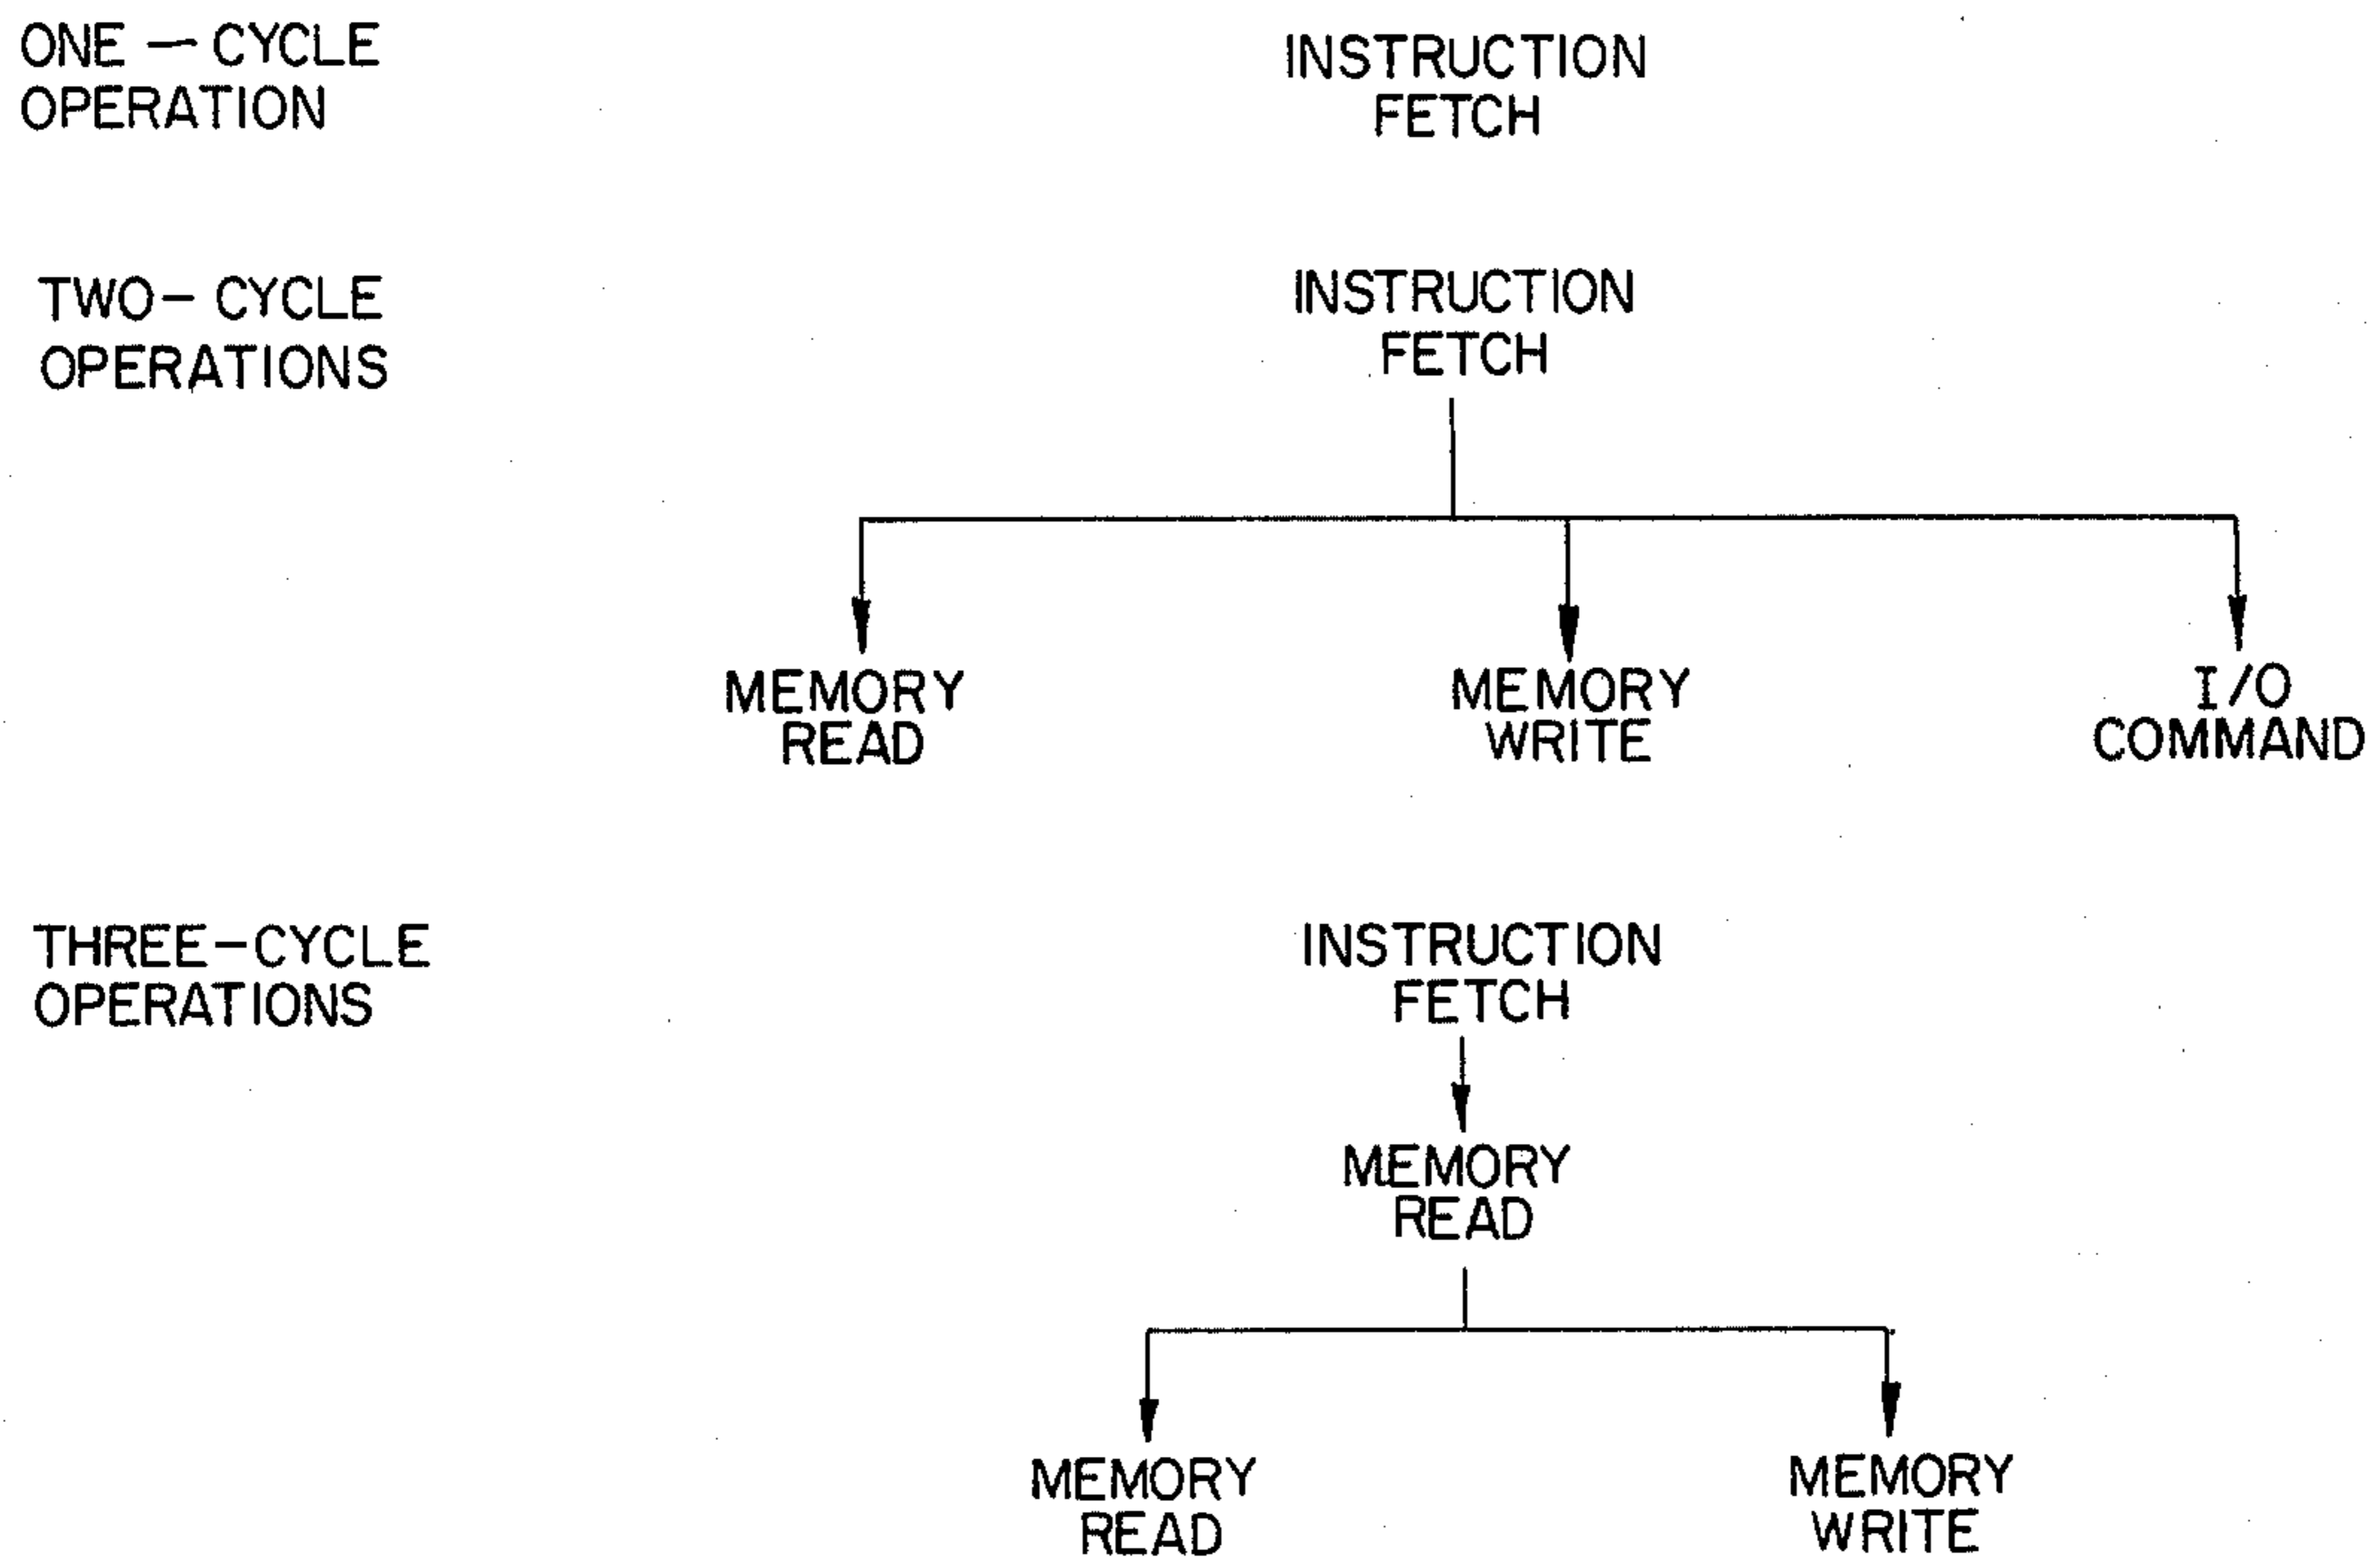 ONE — CYCLE
OPERATION
INSTRUCTION
FETCH
TWO – CYCLE
OPERATIONS
INSTRUCTION
FETCH
MEMORY
READ
MEMORY
WRITE
I/O
COMMAND
THREE – CYCLE
OPERATIONS
INSTRUCTION
FETCH
MEMORY
READ
MEMORY
READ
MEMORY
WRITE